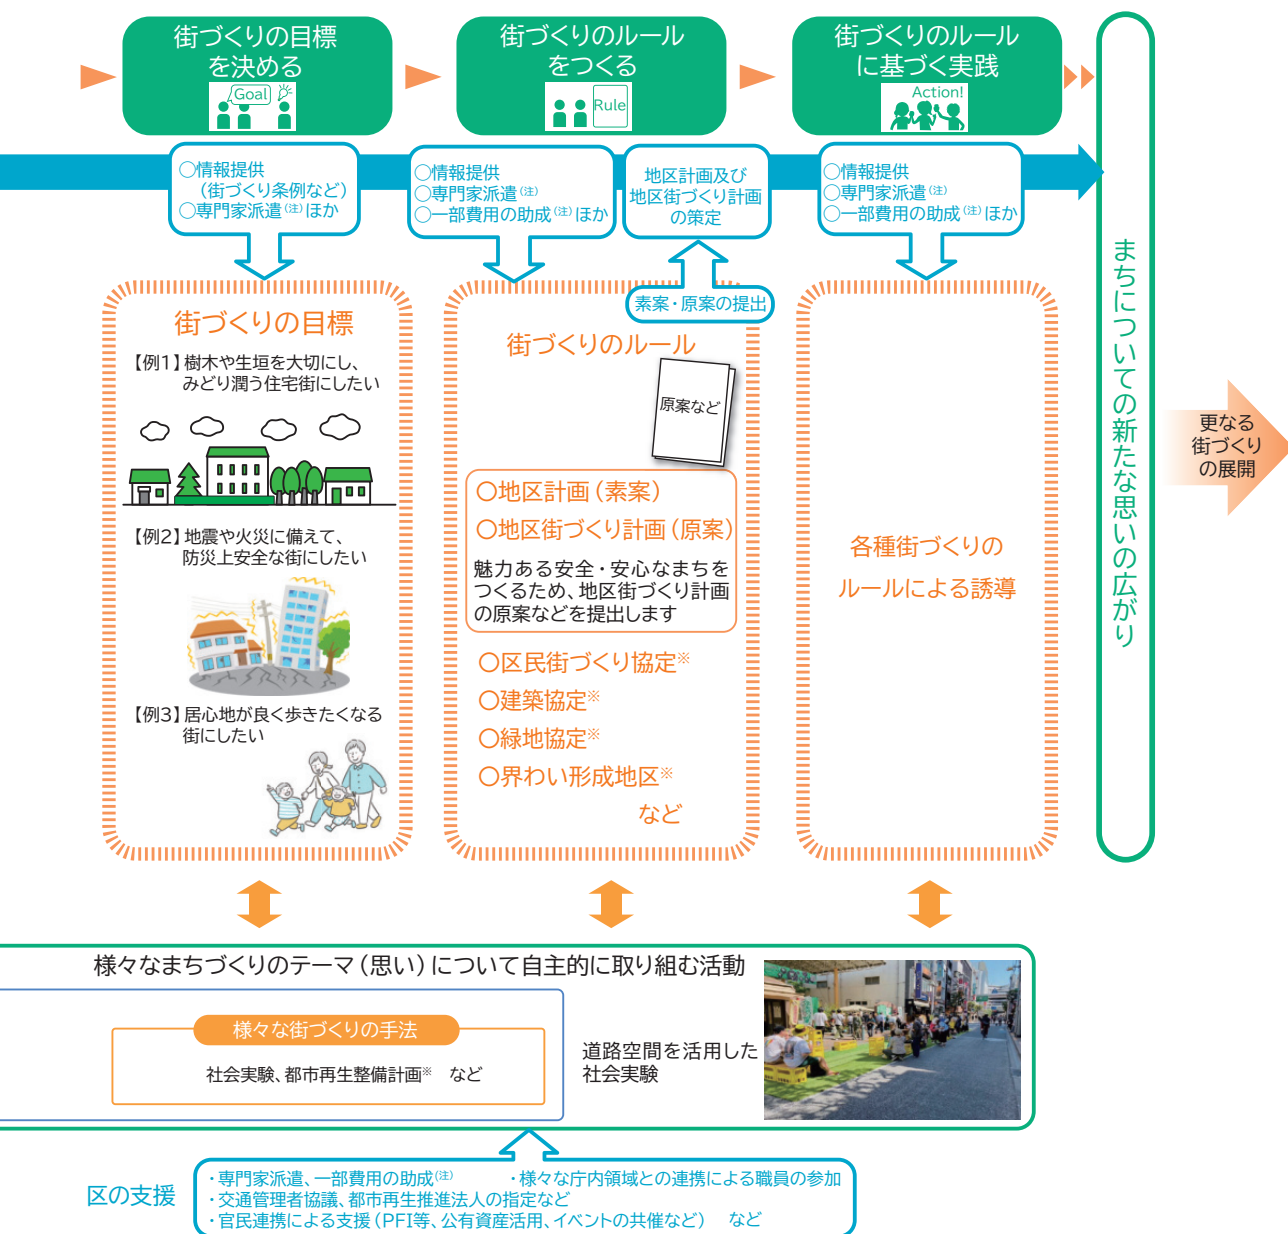 街づくりの目標
を決める
Goal
街づくりのルール
をつくる
Rule
街づくりのルール
に基づく実践
Action!
○情報提供
（街づくり条例など）
○専門家派遣(注)ほか
○情報提供
○専門家派遣(注)
○一部費用の助成(注)ほか
地区計画及び
地区街づくり計画
の策定
○情報提供
○専門家派遣(注)
○一部費用の助成(注)ほか
素案・原案の提出
街づくりの目標
【例1】樹木や生垣を大切にし、
みどり潤う住宅街にしたい
【例2】地震や火災に備えて、
防災上安全な街にしたい
【例3】居心地が良く歩きたくなる
街にしたい
街づくりのルール
原案など
○地区計画（素案）
○地区街づくり計画（原案）
魅力ある安全・安心なまちを
つくるため、地区街づくり計画
の原案などを提出します
○区民街づくり協定※
○建築協定※
○緑地協定※
○界わい形成地区※
など
各種街づくりの
ルールによる誘導
まちについての新たな思いの広がり
更なる
街づくり
の展開
様々なまちづくりのテーマ（思い）について自主的に取り組む活動
様々な街づくりの手法
社会実験、都市再生整備計画※　など
道路空間を活用した
社会実験
区の支援
・専門家派遣、一部費用の助成(注)　・様々な庁内領域との連携による職員の参加
・交通管理者協議、都市再生推進法人の指定など
・官民連携による支援（PFI等、公有資産活用、イベントの共催など）　など